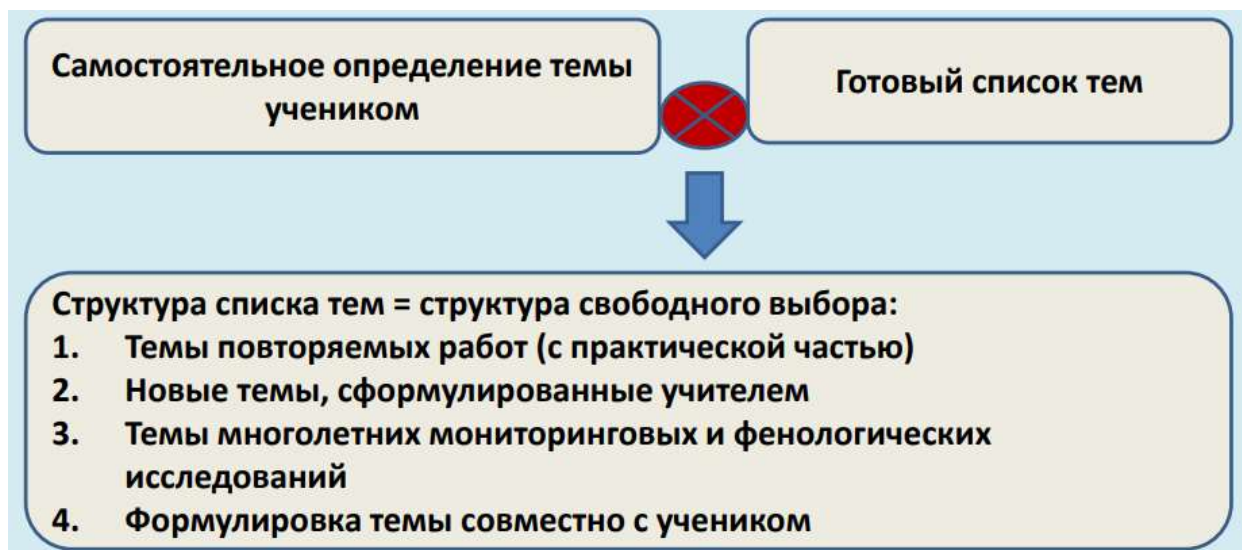 Самостоятельное определение темы
учеником
Готовый список тем
Структура списка тем = структура свободного выбора:
1. Темы повторяемых работ (с практической частью)
2. Новые темы, сформулированные учителем
3. Темы многолетних мониторинговых и фенологических
исследований
4. Формулировка темы совместно с учеником